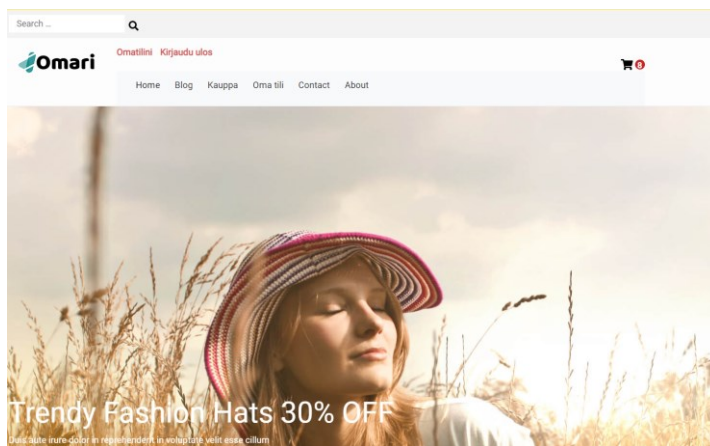 Search ...
Omari
Omatilini Kirjaudu ulos
8
Home Blog Kauppa Oma tili Contact About
Trendy Fashion Hats 30% OFF
Duis aute irure dolor in reprehenderit in voluptate velit esse cillum